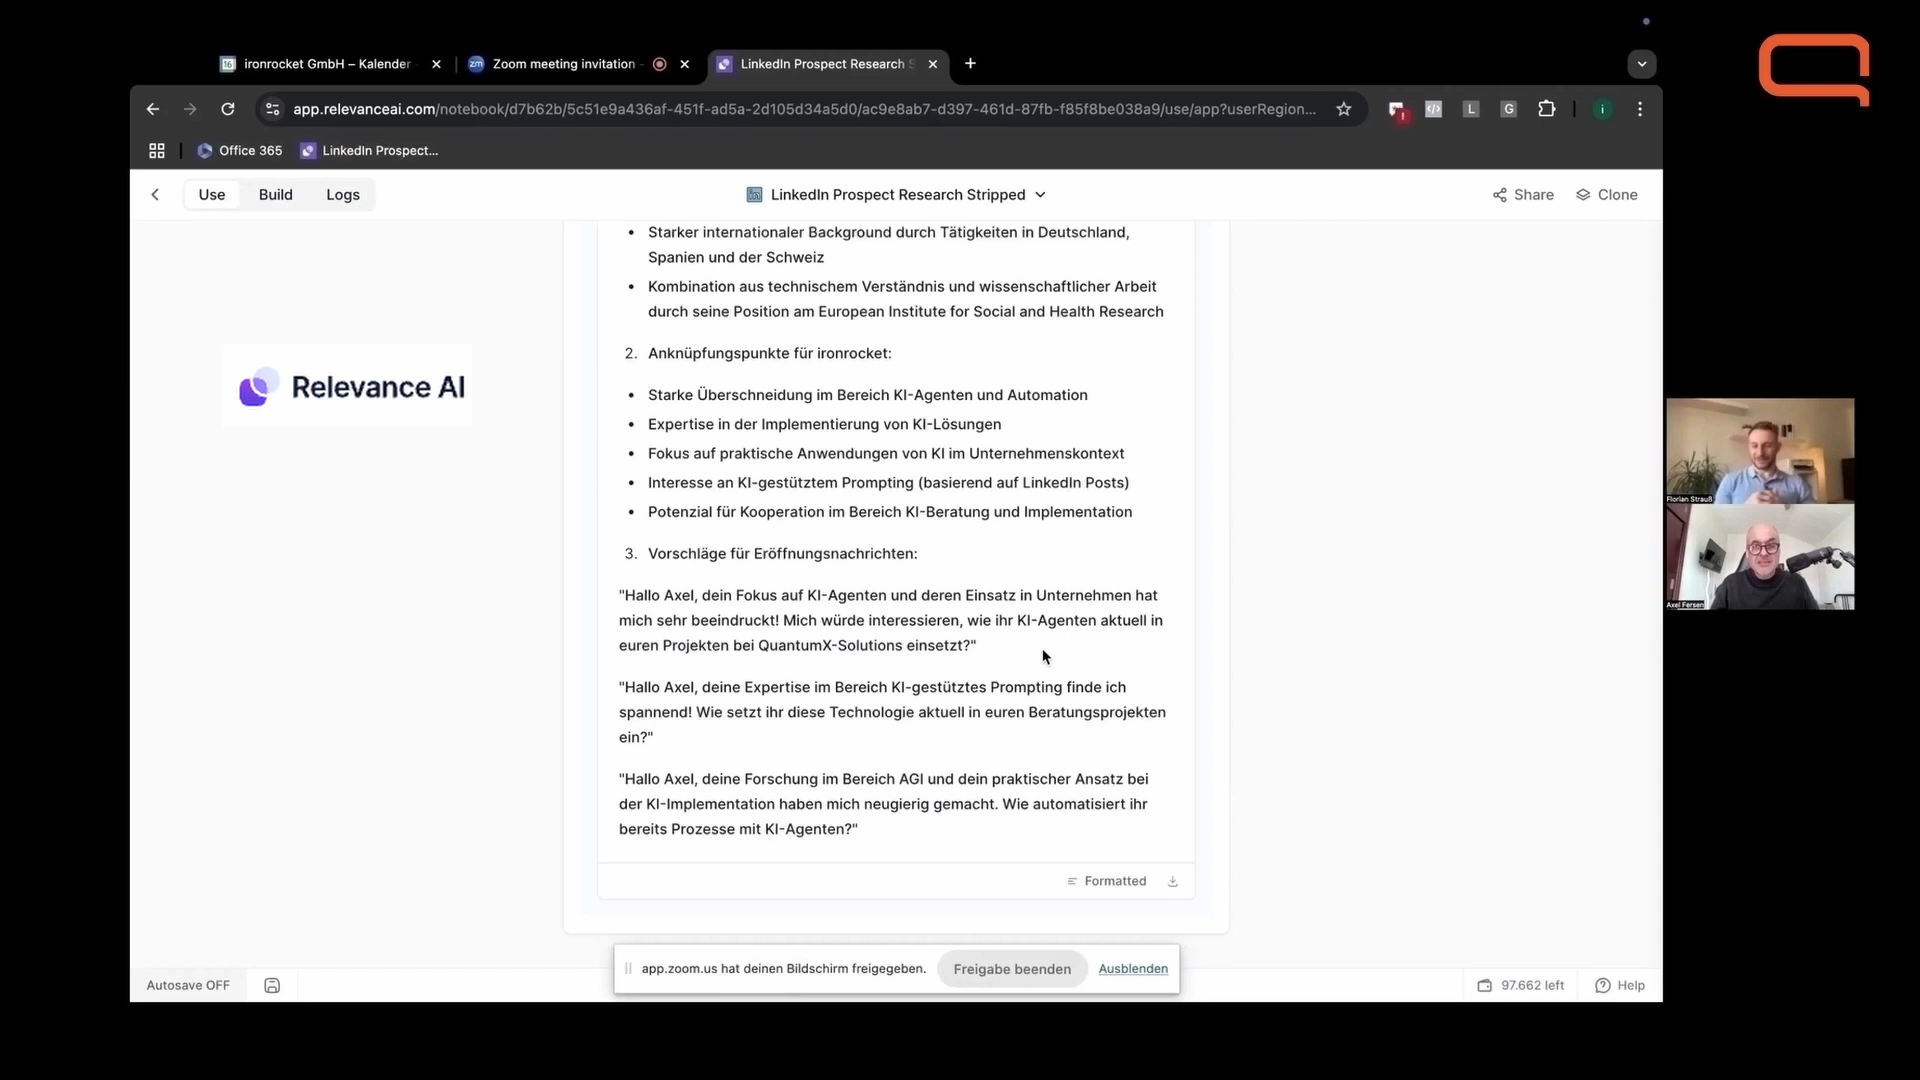 16 ironrocket GmbH – Kalender
zm Zoom meeting invitation -
LinkedIn Prospect Research S
app.relevanceai.com/notebook/d7b62b/5c51e9a436af-451f-ad5a-2d105d34a5d0/ac9e8ab7-d397-461d-87fb-f85f8be038a9/use/app?userRegion...
L
G
i
Office 365
LinkedIn Prospect...
Use
Build
Logs
LinkedIn Prospect Research Stripped
Share
Clone
Relevance AI
• Starker internationaler Background durch Tätigkeiten in Deutschland,
Spanien und der Schweiz
• Kombination aus technischem Verständnis und wissenschaftlicher Arbeit
durch seine Position am European Institute for Social and Health Research
2. Anknüpfungspunkte für ironrocket:
• Starke Überschneidung im Bereich KI-Agenten und Automation
• Expertise in der Implementierung von KI-Lösungen
• Fokus auf praktische Anwendungen von KI im Unternehmenskontext
• Interesse an KI-gestütztem Prompting (basierend auf LinkedIn Posts)
• Potenzial für Kooperation im Bereich KI-Beratung und Implementation
3. Vorschläge für Eröffnungsnachrichten:
"Hallo Axel, dein Fokus auf KI-Agenten und deren Einsatz in Unternehmen hat
mich sehr beeindruckt! Mich würde interessieren, wie ihr KI-Agenten aktuell in
euren Projekten bei QuantumX-Solutions einsetzt?"
"Hallo Axel, deine Expertise im Bereich KI-gestütztes Prompting finde ich
spannend! Wie setzt ihr diese Technologie aktuell in euren Beratungsprojekten
ein?"
"Hallo Axel, deine Forschung im Bereich AGI und dein praktischer Ansatz bei
der KI-Implementation haben mich neugierig gemacht. Wie automatisiert ihr
bereits Prozesse mit KI-Agenten?"
Formatted
app.zoom.us hat deinen Bildschirm freigegeben.
Freigabe beenden
Ausblenden
Autosave OFF
97.662 left
Help
Florian Strauß
Axel Fersen